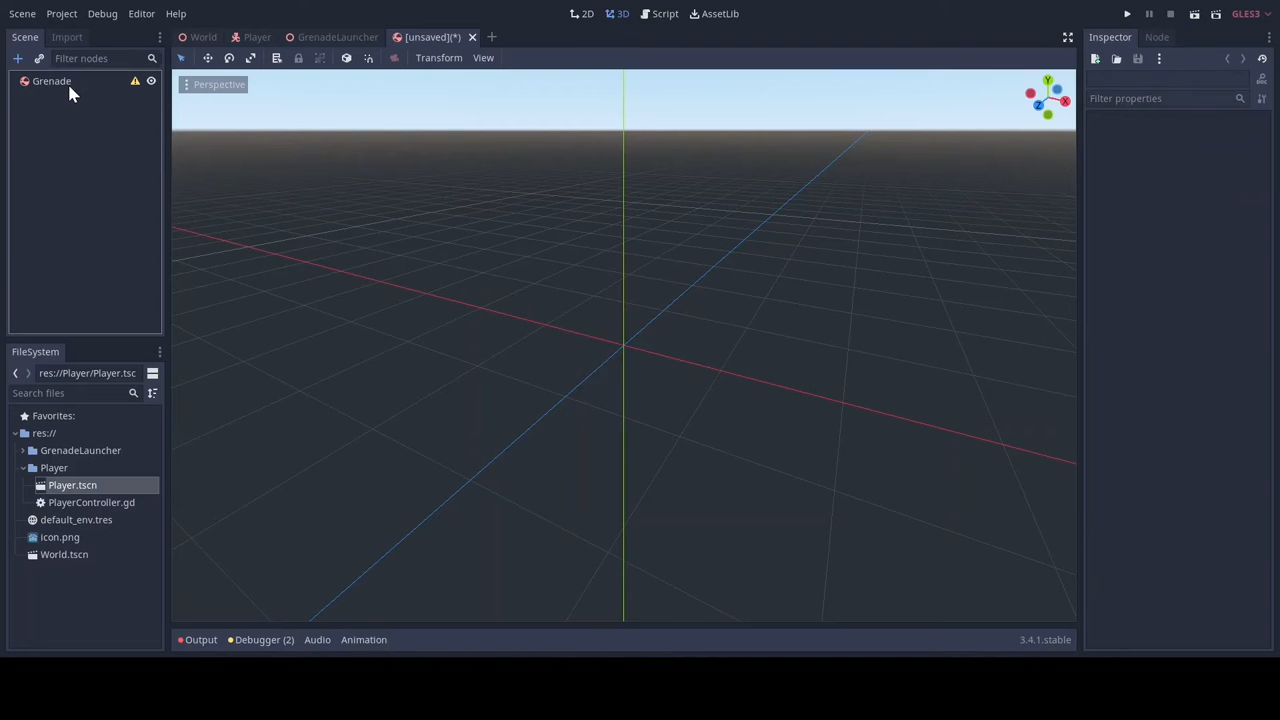 Scene Project Debug Editor Help
2D 3D Script AssetLib
GLES3
Scene Import
World Player GrenadeLauncher [unsaved](*)
Inspector Node
Filter nodes
Transform View
Grenade
Perspective
Y
X
Z
Filter properties
FileSystem
res://Player/Player.tsc
Search files
Favorites:
res://
GrenadeLauncher
Player
Player.tscn
PlayerController.gd
default_env.tres
icon.png
World.tscn
Output Debugger (2) Audio Animation
3.4.1.stable